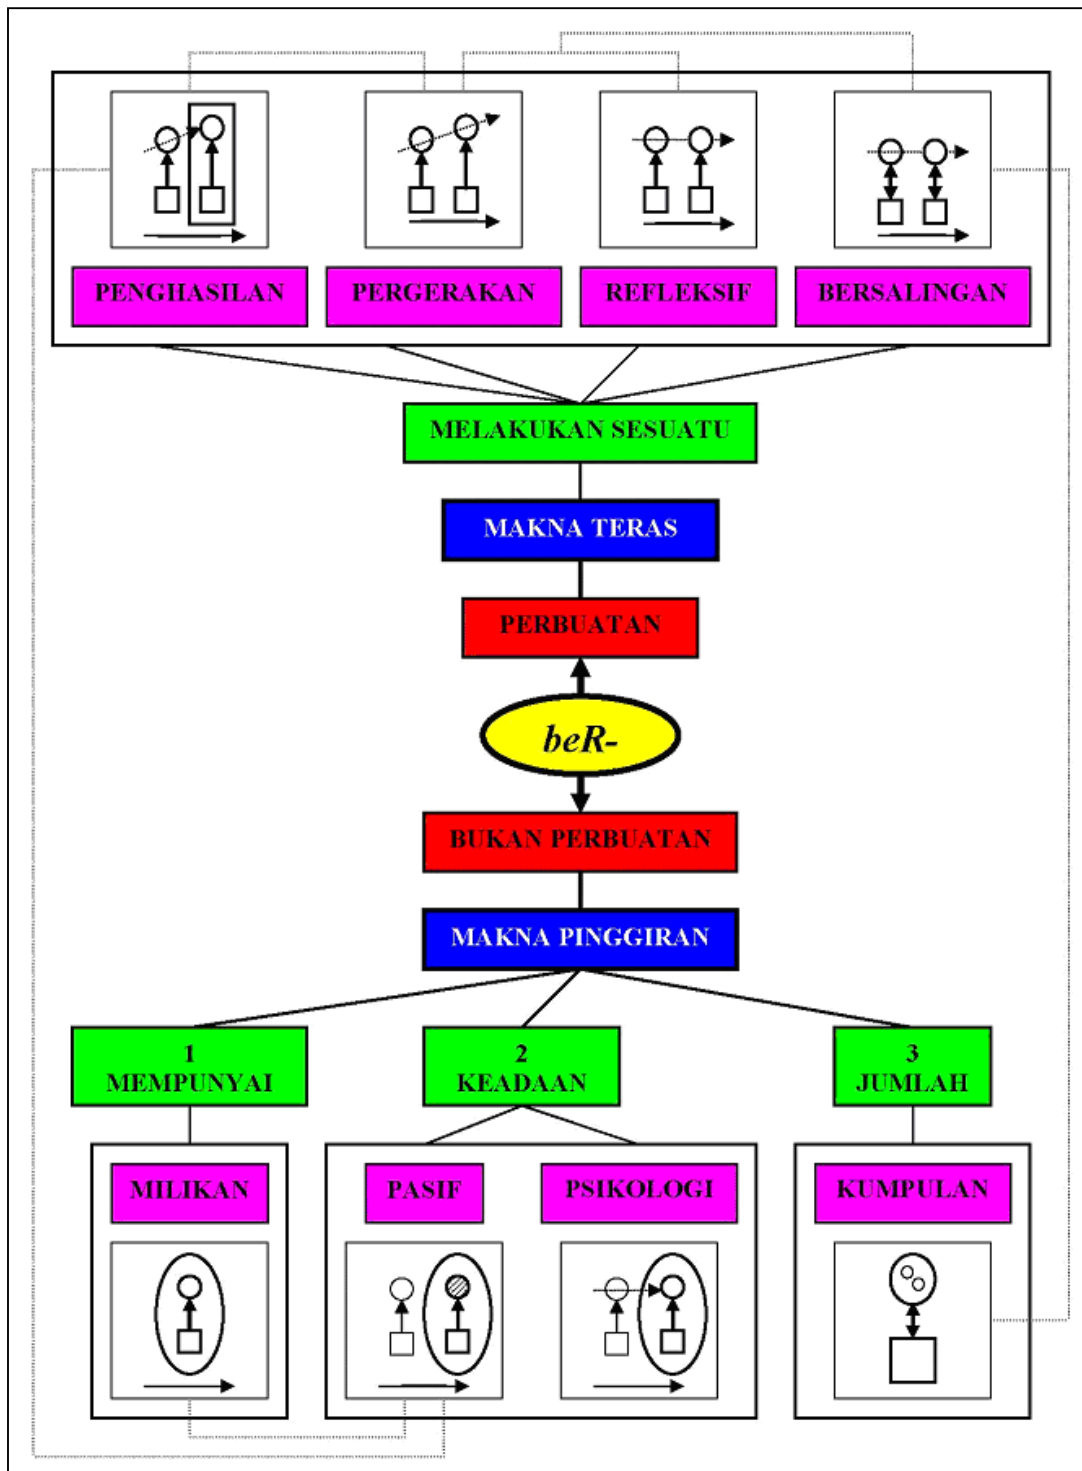 PENGHASILAN
PERGERAKAN
REFLEKSIF
BERSALINGAN
MELAKUKAN SESUATU
MAKNA TERAS
PERBUATAN
beR-
BUKAN PERBUATAN
MAKNA PINGGIRAN
1
MEMPUNYAI
2
KEADAAN
3
JUMLAH
MILIKAN
PASIF
PSIKOLOGI
KUMPULAN